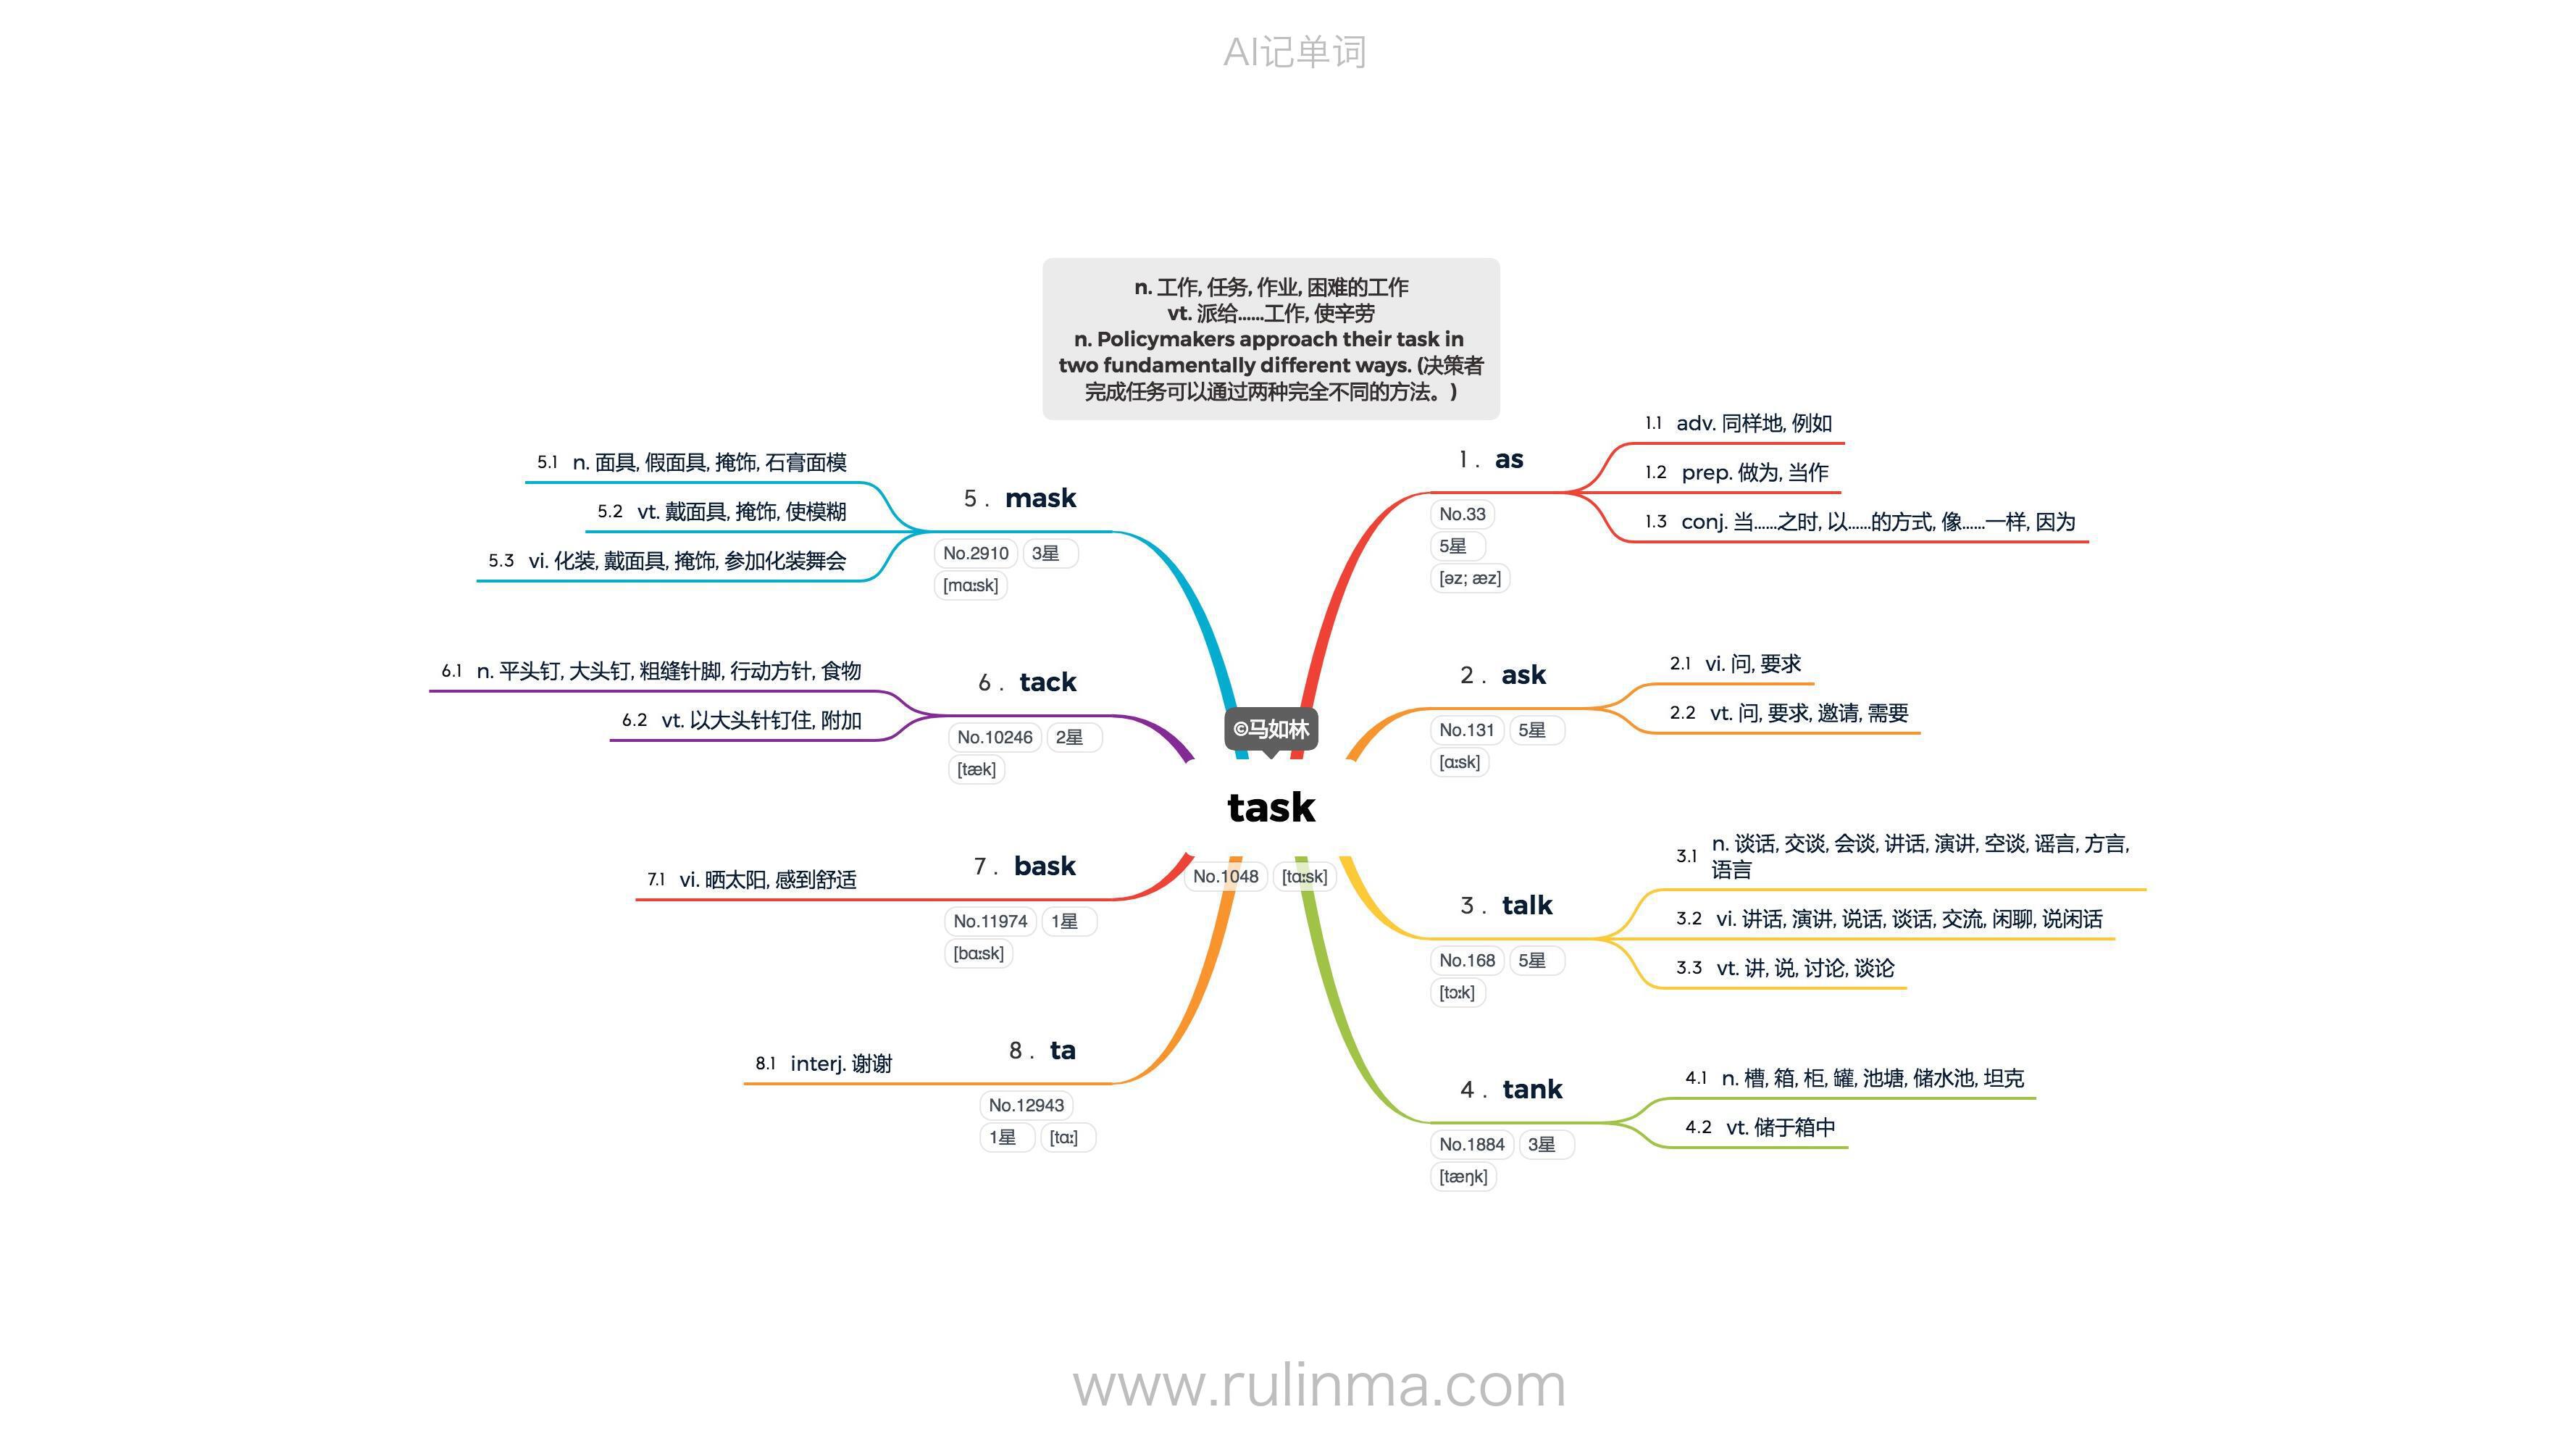 AI记单词
n. 工作, 任务, 作业, 困难的工作
vt. 派给......工作, 使辛劳
n. Policymakers approach their task in
two fundamentally different ways. (决策者
完成任务可以通过两种完全不同的方法。)
©马如林
task
No.1048 [tɑːsk]
1 . as
No.33
5星
[əz; æz]
1.1 adv. 同样地, 例如
1.2 prep. 做为, 当作
1.3 conj. 当......之时, 以......的方式, 像......一样, 因为
2 . ask
No.131 5星
[ɑːsk]
2.1 vi. 问, 要求
2.2 vt. 问, 要求, 邀请, 需要
3 . talk
No.168 5星
[tɔːk]
3.1 n. 谈话, 交谈, 会谈, 讲话, 演讲, 空谈, 谣言, 方言,
语言
3.2 vi. 讲话, 演讲, 说话, 谈话, 交流, 闲聊, 说闲话
3.3 vt. 讲, 说, 讨论, 谈论
4 . tank
No.1884 3星
[tæŋk]
4.1 n. 槽, 箱, 柜, 罐, 池塘, 储水池, 坦克
4.2 vt. 储于箱中
5 . mask
No.2910 3星
[mɑːsk]
5.1 n. 面具, 假面具, 掩饰, 石膏面模
5.2 vt. 戴面具, 掩饰, 使模糊
5.3 vi. 化装, 戴面具, 掩饰, 参加化装舞会
6 . tack
No.10246 2星
[tæk]
6.1 n. 平头钉, 大头钉, 粗缝针脚, 行动方针, 食物
6.2 vt. 以大头针钉住, 附加
7 . bask
No.11974 1星
[bɑːsk]
7.1 vi. 晒太阳, 感到舒适
8 . ta
No.12943
1星 [tɑː]
8.1 interj. 谢谢
www.rulinma.com